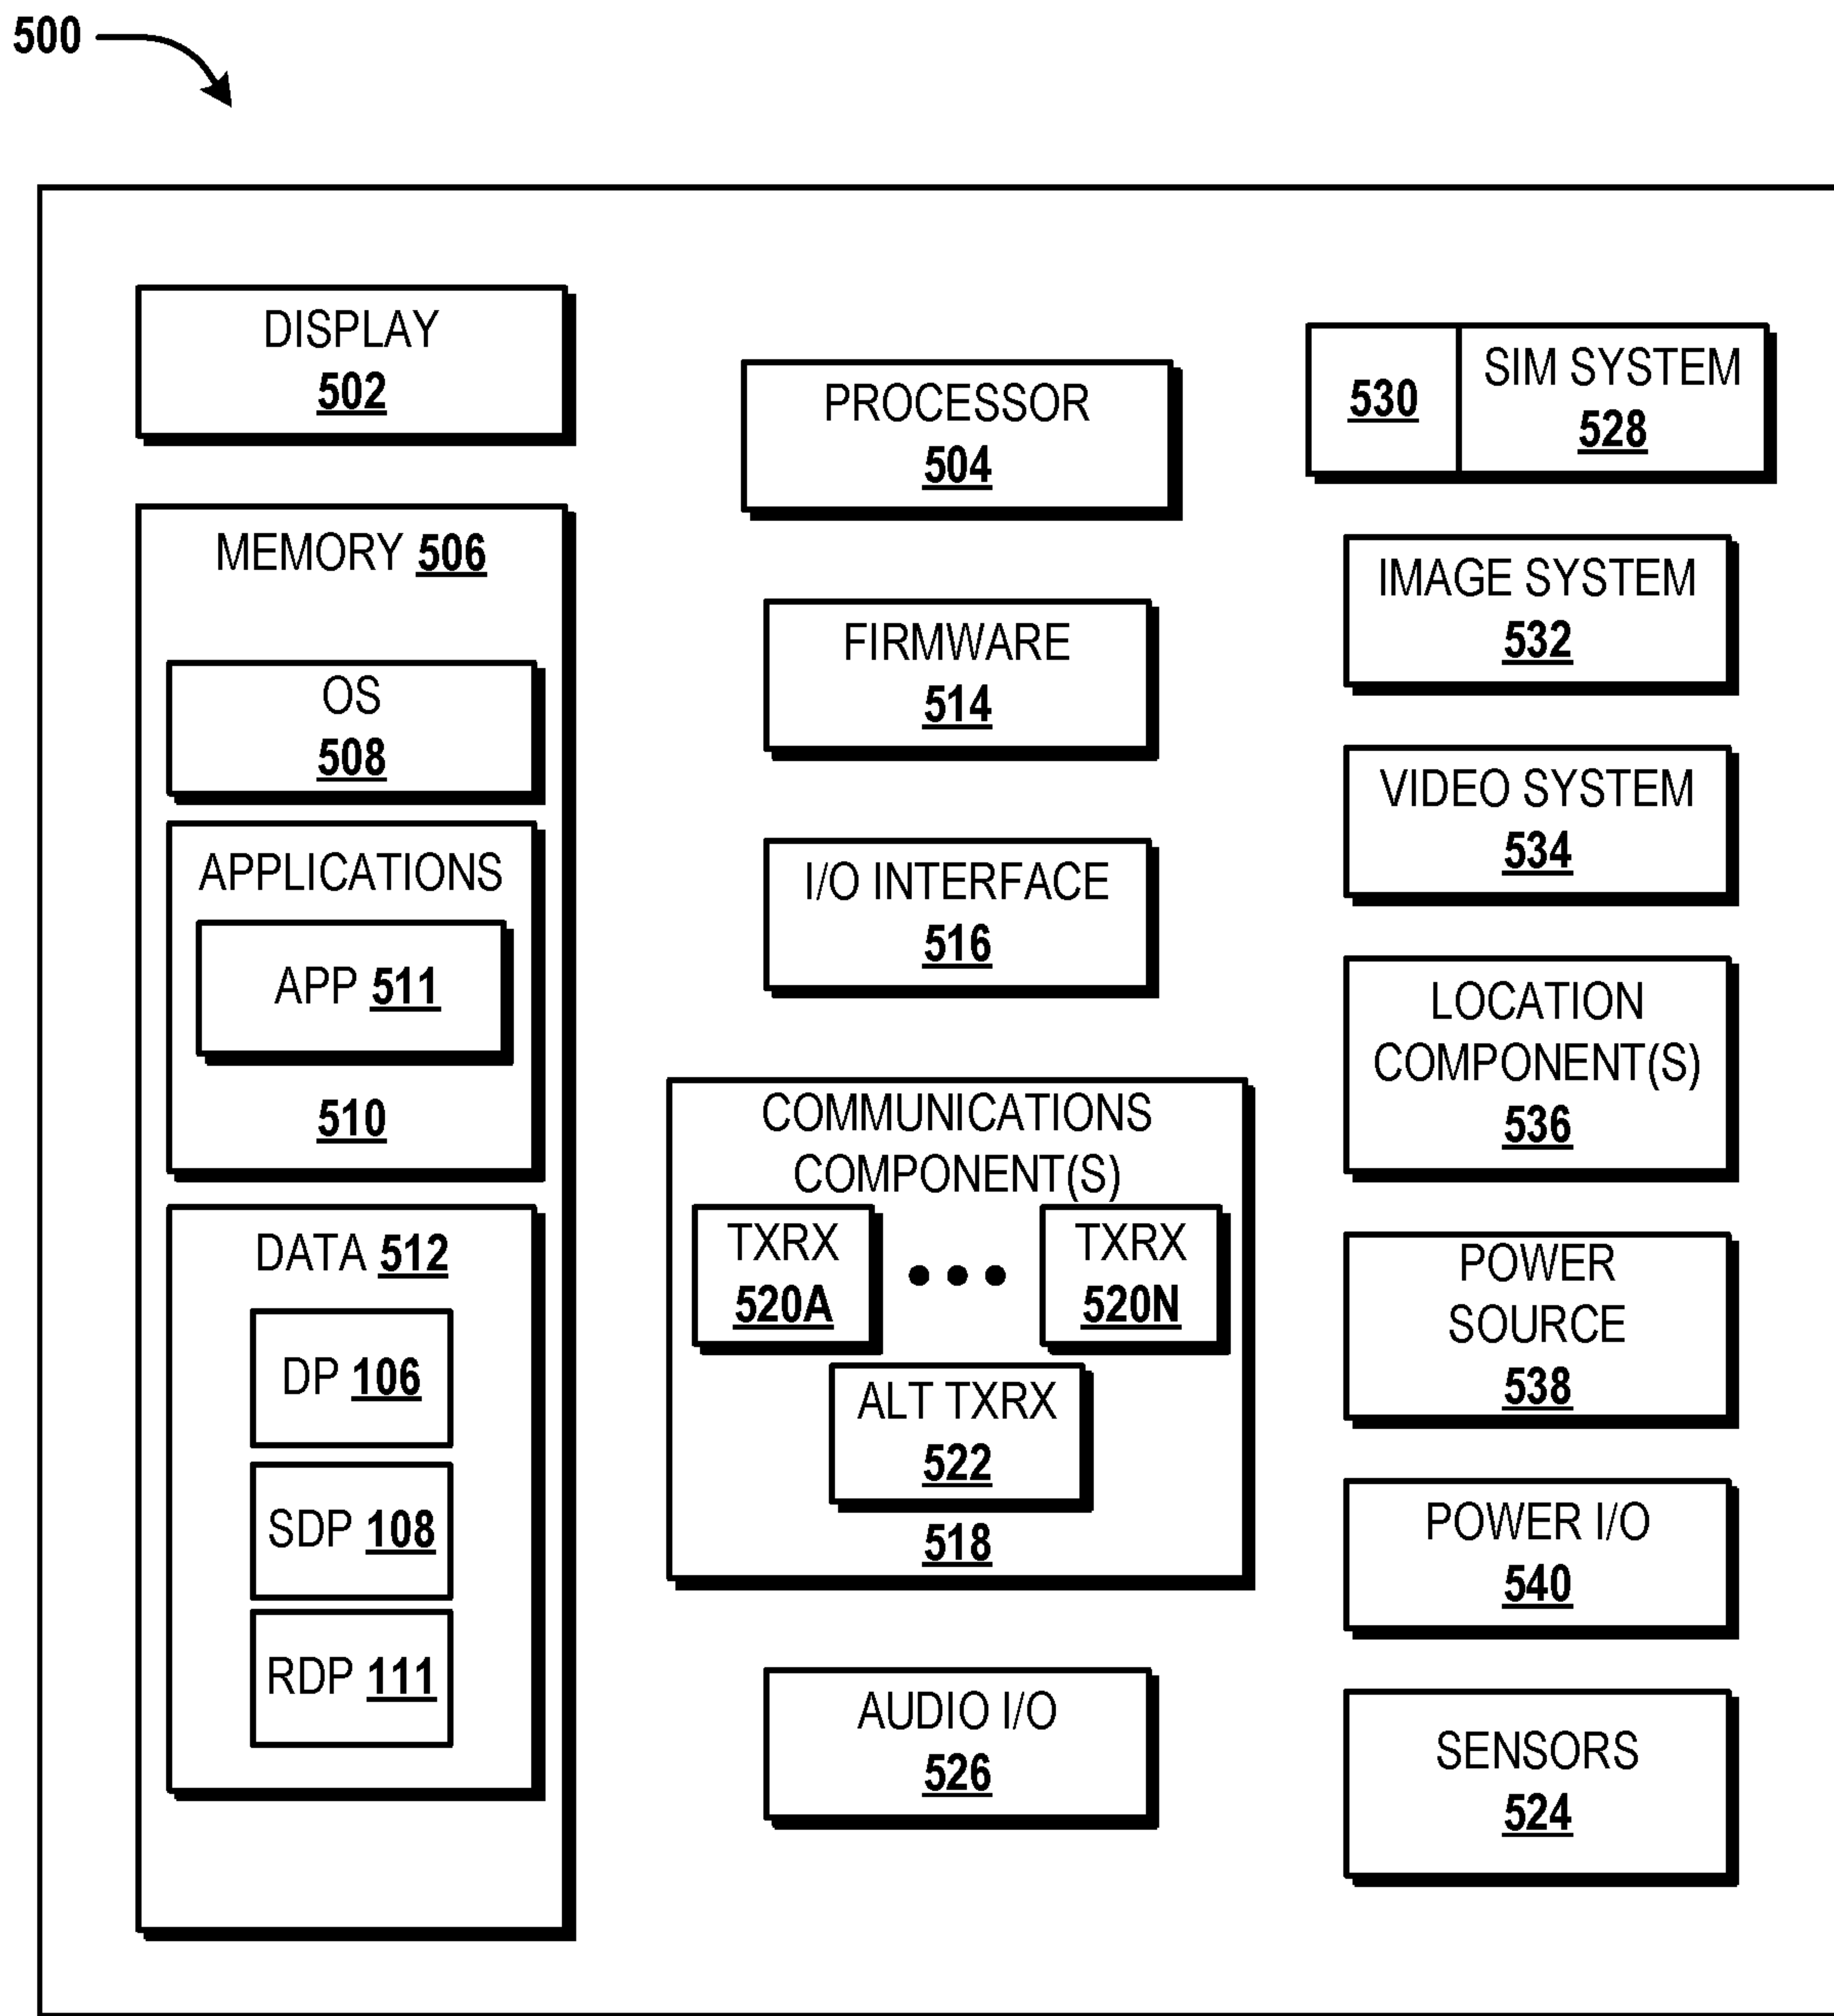 500
DISPLAY
502
MEMORY 506
OS
508
APPLICATIONS
APP 511
510
DATA 512
DP 106
SDP 108
RDP 111
PROCESSOR
504
FIRMWARE
514
I/O INTERFACE
516
COMMUNICATIONS
COMPONENT(S)
TXRX
520A
TXRX
520N
ALT TXRX
522
518
AUDIO I/O
526
530
SIM SYSTEM
528
IMAGE SYSTEM
532
VIDEO SYSTEM
534
LOCATION
COMPONENT(S)
536
POWER
SOURCE
538
POWER I/O
540
SENSORS
524